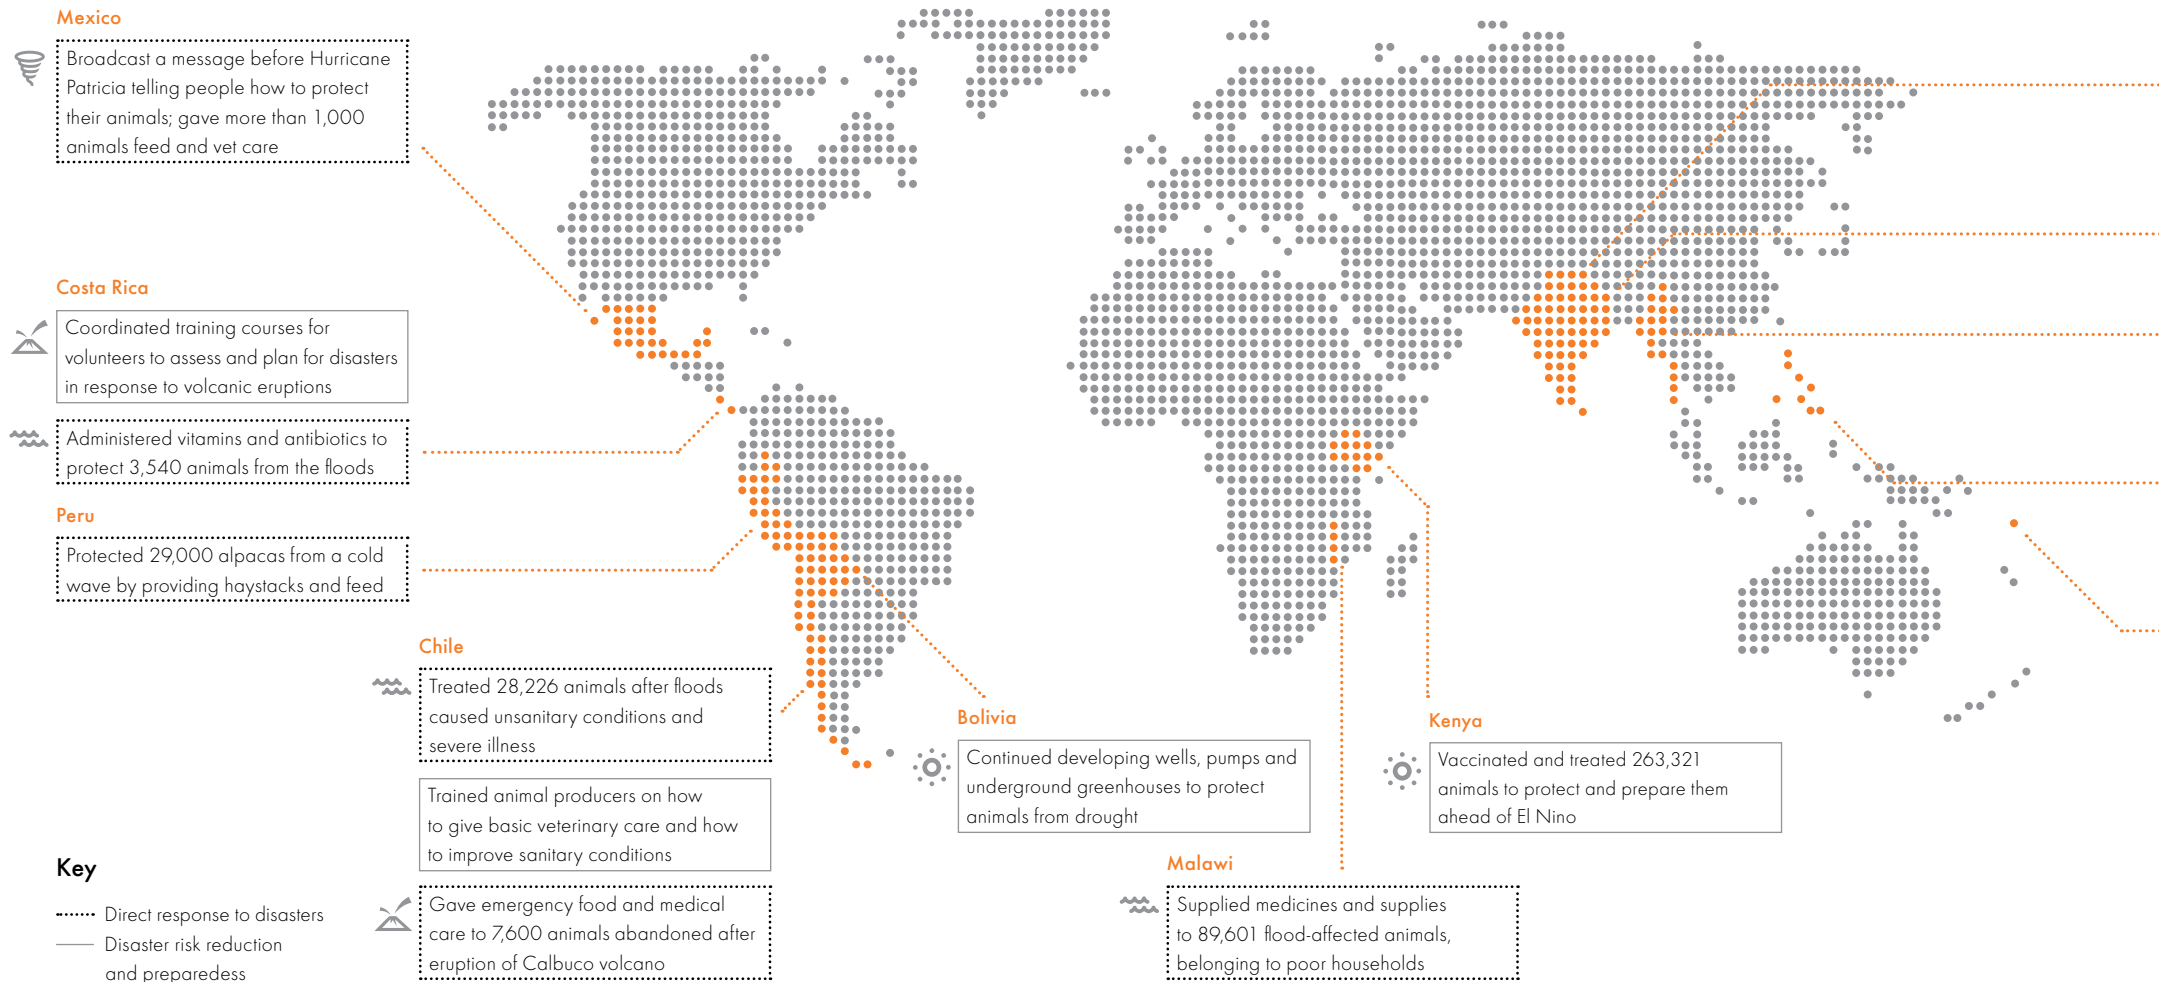 Mexico
Broadcast a message before Hurricane
Patricia telling people how to protect
their animals; gave more than 1,000
animals feed and vet care
Costa Rica
Coordinated training courses for
volunteers to assess and plan for disasters
in response to volcanic eruptions
Administered vitamins and antibiotics to
protect 3,540 animals from the floods
Peru
Protected 29,000 alpacas from a cold
wave by providing haystacks and feed
Chile
Treated 28,226 animals after floods
caused unsanitary conditions and
severe illness
Trained animal producers on how
to give basic veterinary care and how
to improve sanitary conditions
Gave emergency food and medical
care to 7,600 animals abandoned after
eruption of Calbuco volcano
Bolivia
Continued developing wells, pumps and
underground greenhouses to protect
animals from drought
Kenya
Vaccinated and treated 263,321
animals to protect and prepare them
ahead of El Nino
Malawi
Supplied medicines and supplies
to 89,601 flood-affected animals,
belonging to poor households
Key
Direct response to disasters
Disaster risk reduction
and preparedess